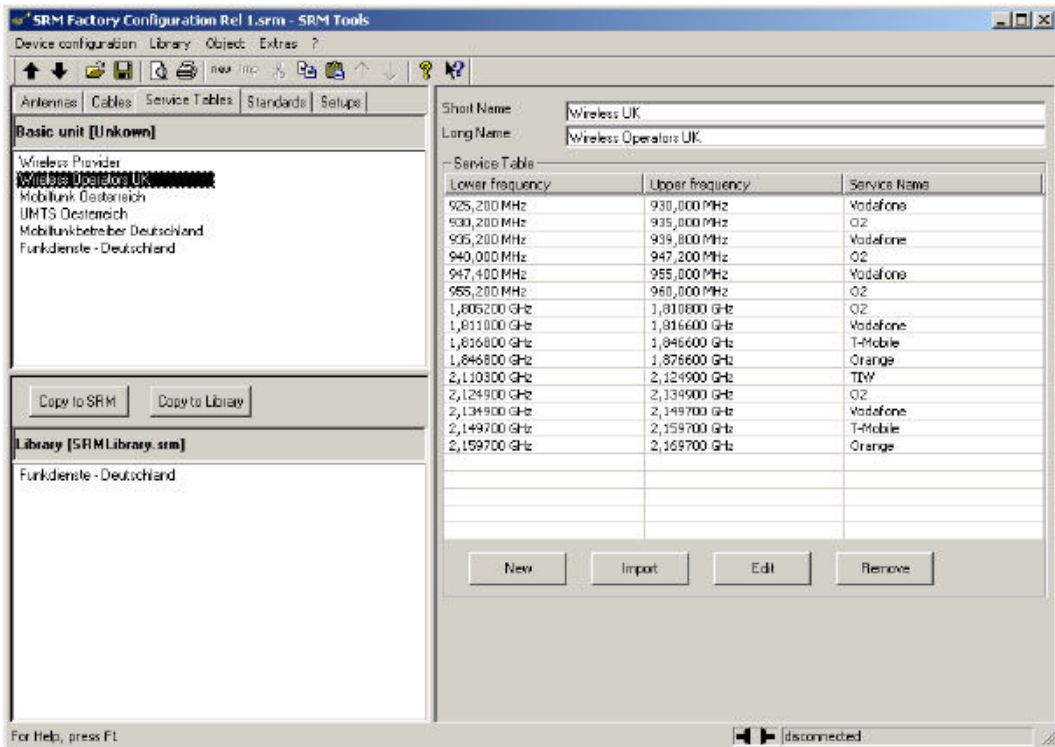 SRM Factory Configuration Rel 1.srm - SRM Tools
Device configuration Library Object Extras ?
new Imp
Antennas Cables Service Tables Standards Setups
Basic unit [Unkown]
Wireless Provider
Wireless Operators UK
Mobilfunk Oesterreich
UMTS Oesterreich
Mobilfunkbetreiber Deutschland
Funkdienste - Deutschland
Copy to SRM Copy to Library
Library [SRMLibrary.srm]
Funkdienste - Deutschland
Short Name Wireless UK
Long Name Wireless Operators UK
Service Table
Lower frequency Upper frequency Service Name
925,200 MHz 930,000 MHz Vodafone
930,200 MHz 935,000 MHz O2
935,200 MHz 939,800 MHz Vodafone
940,000 MHz 947,200 MHz O2
947,400 MHz 955,000 MHz Vodafone
955,200 MHz 960,000 MHz O2
1,805200 GHz 1,810800 GHz O2
1,811000 GHz 1,816600 GHz Vodafone
1,816800 GHz 1,846600 GHz T-Mobile
1,846800 GHz 1,876600 GHz Orange
2,110300 GHz 2,124900 GHz TIW
2,124900 GHz 2,134900 GHz O2
2,134900 GHz 2,149700 GHz Vodafone
2,149700 GHz 2,159700 GHz T-Mobile
2,159700 GHz 2,169700 GHz Orange
New Import Edit Remove
For Help, press F1 disconnected